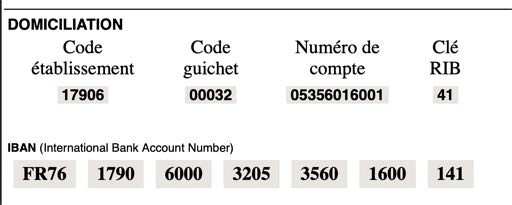 DOMICILIATION
Code établissement Code guichet Numéro de compte Clé RIB
17906 00032 05356016001 41
IBAN (International Bank Account Number)
FR76 1790 6000 3205 3560 1600 141